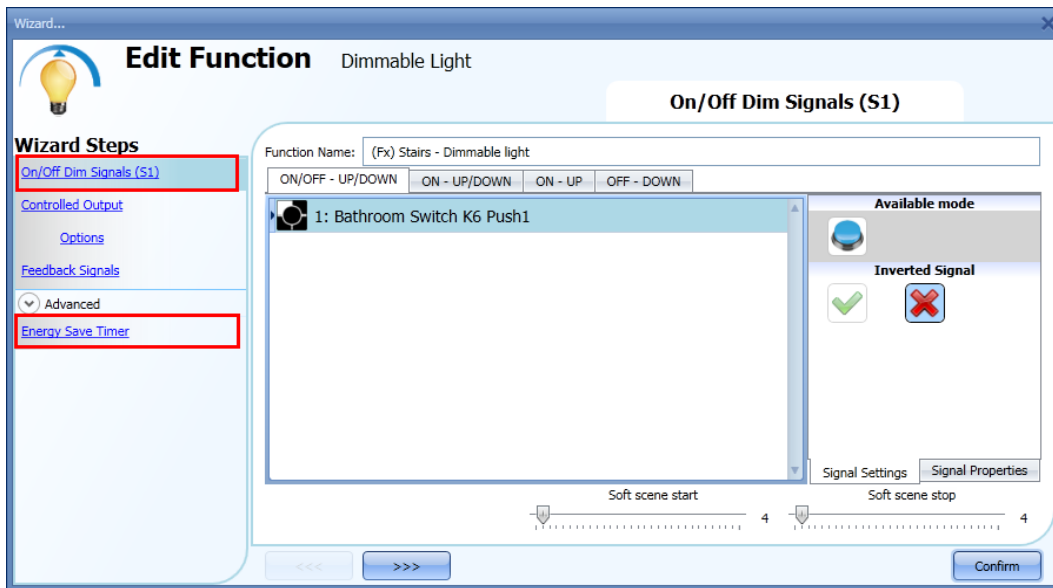 Wizard...
Edit Function Dimmable Light
On/Off Dim Signals (S1)
Wizard Steps
On/Off Dim Signals (S1)
Controlled Output
Options
Feedback Signals
Advanced
Energy Save Timer
Function Name: (Fx) Stairs - Dimmable light
ON/OFF - UP/DOWN ON - UP/DOWN ON - UP OFF - DOWN
1: Bathroom Switch K6 Push1
Available mode
Inverted Signal
Signal Settings Signal Properties
Soft scene start 4
Soft scene stop 4
<<< >>> Confirm